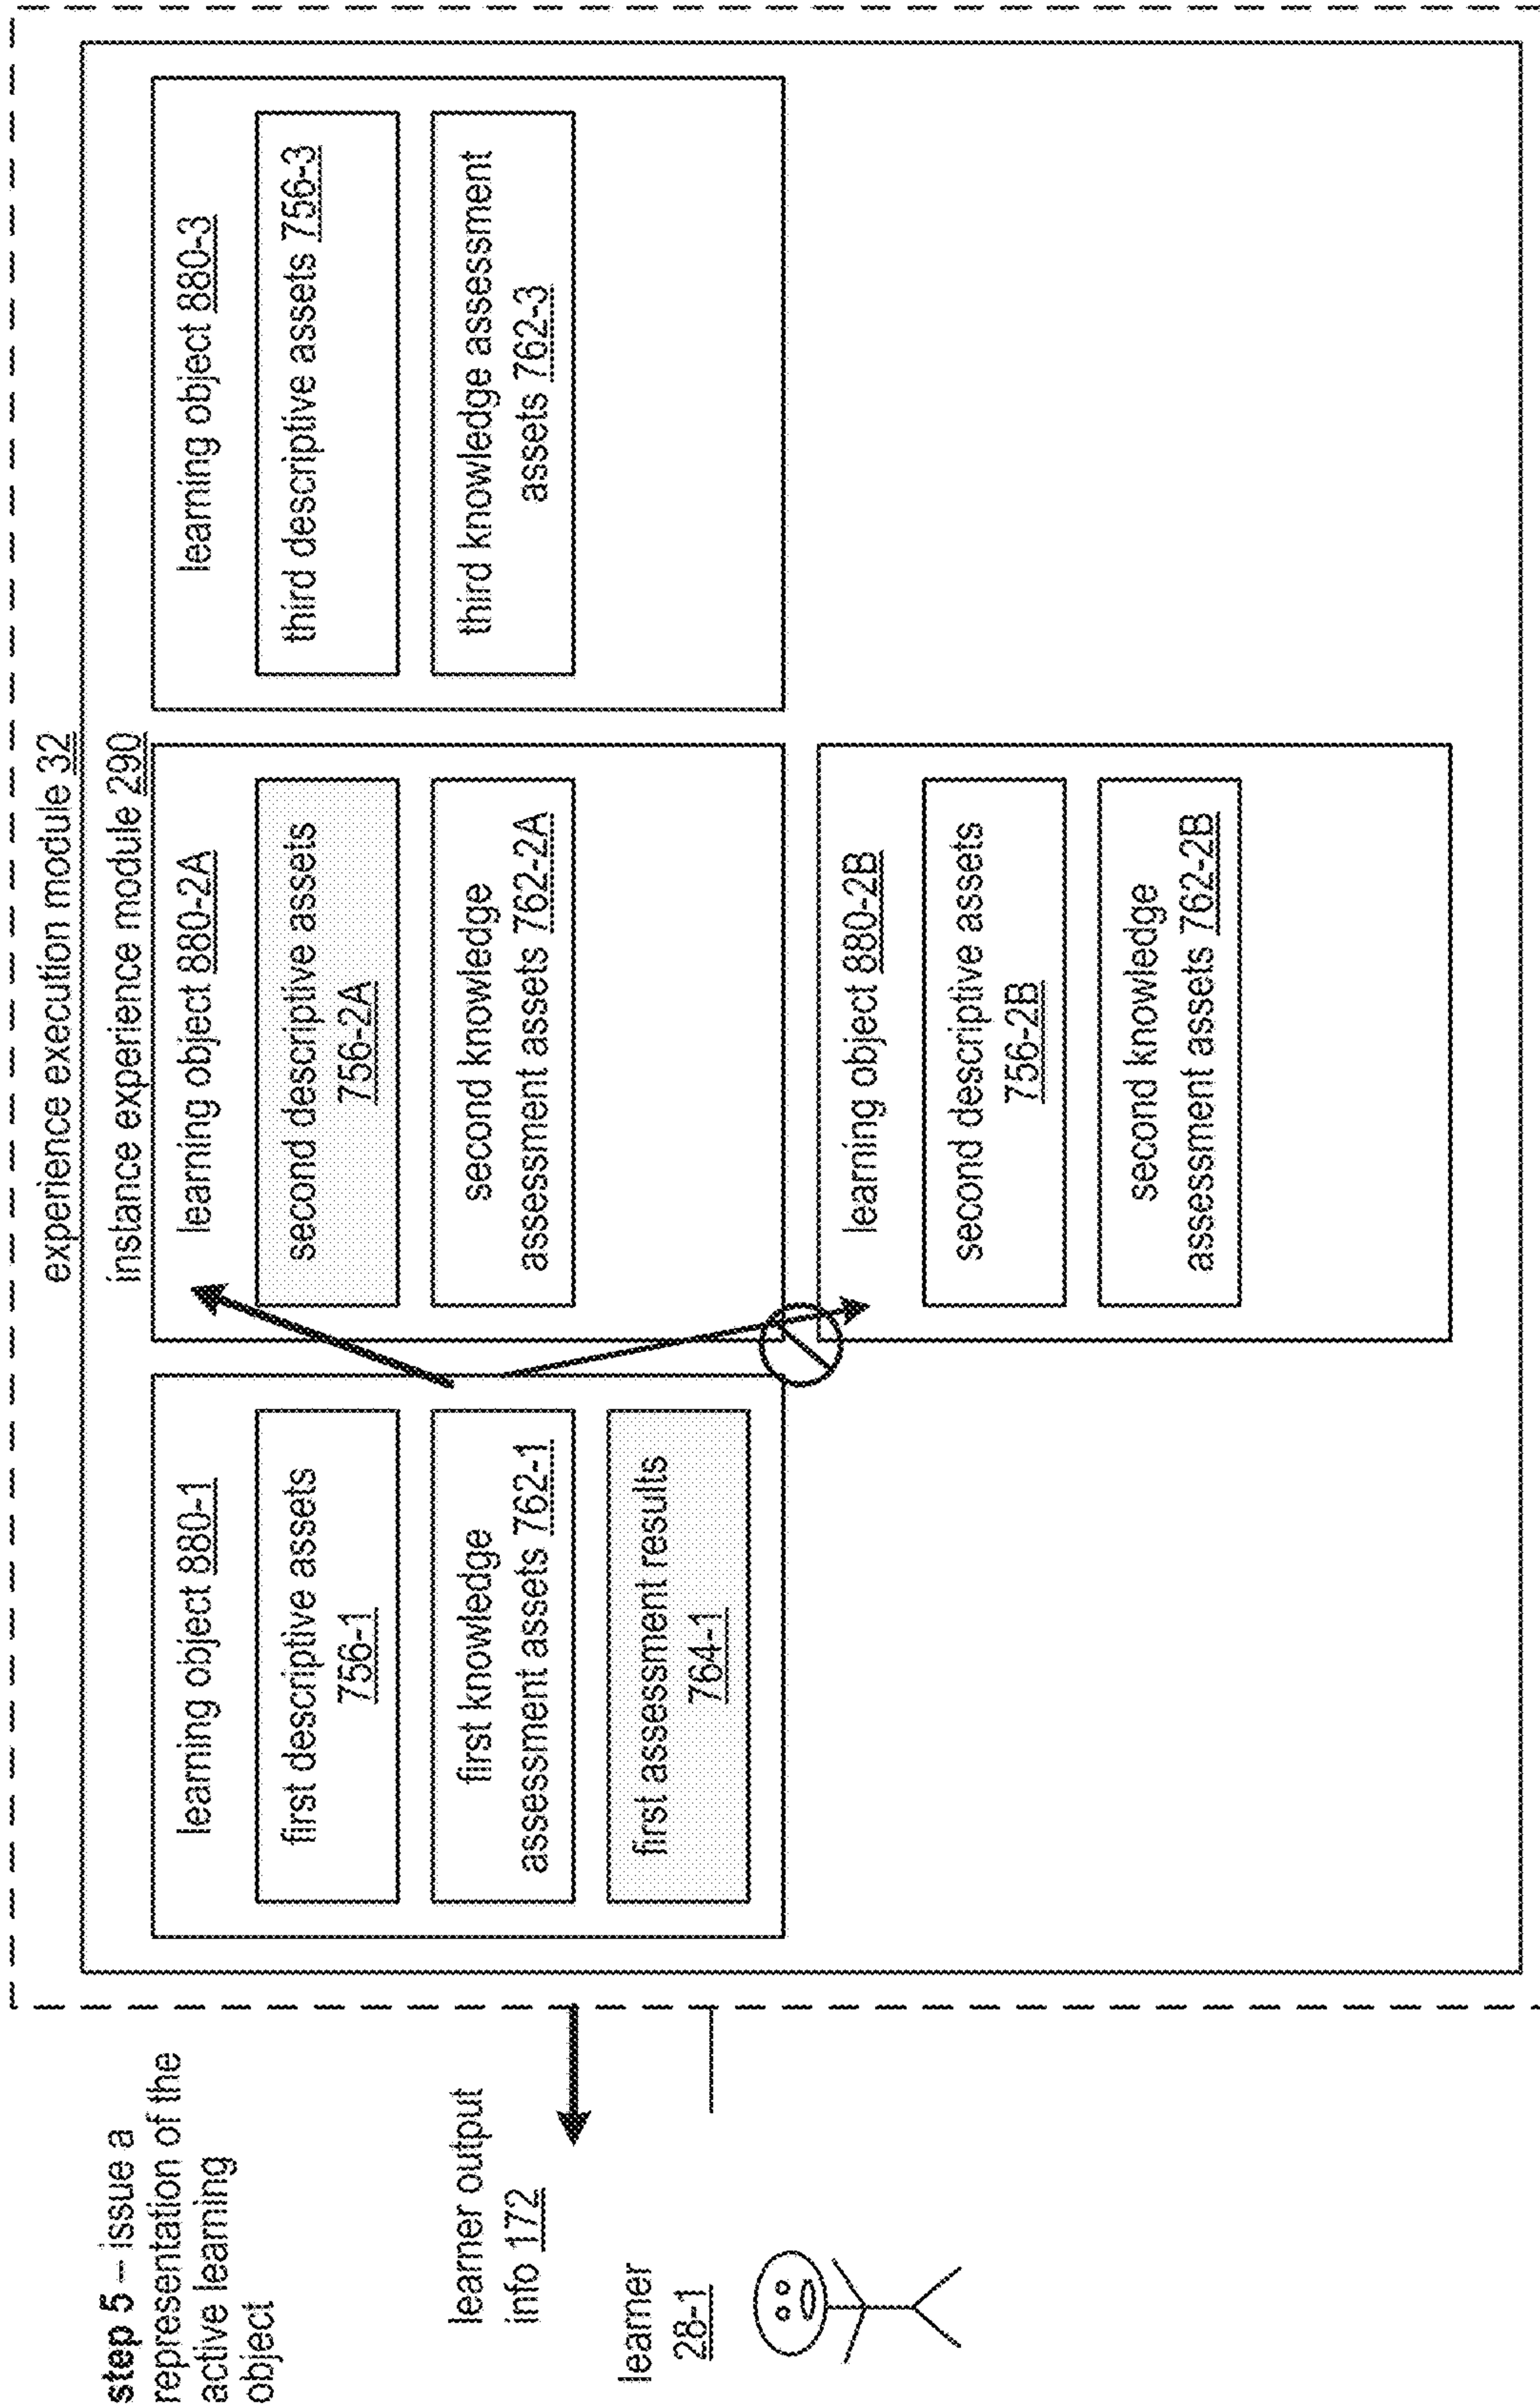 step 5 – issue a
representation of the
active learning
object
learner output
info 172
learner
28-1
experience execution module 32
instance experience module 290
learning object 880-1
first descriptive assets
756-1
first knowledge
assessment assets 762-1
first assessment results
764-1
learning object 880-2A
second descriptive assets
756-2A
second knowledge
assessment assets 762-2A
learning object 880-2B
second descriptive assets
756-2B
second knowledge
assessment assets 762-2B
learning object 880-3
third descriptive assets 756-3
third knowledge assessment
assets 762-3